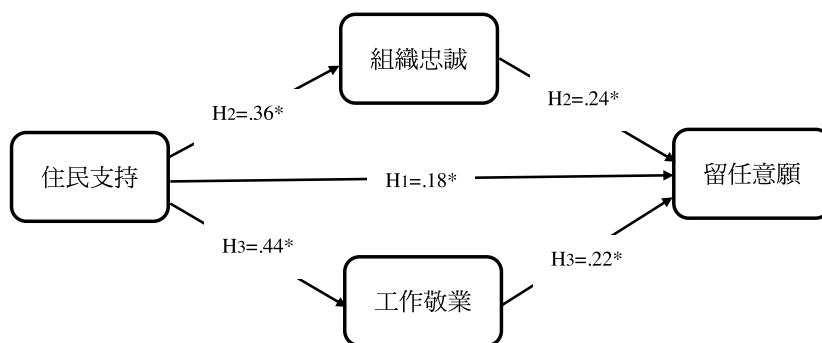 組織忠誠
H2=.36*
H2=.24*
住民支持
H1=.18*
留任意願
H3=.44*
H3=.22*
工作敬業